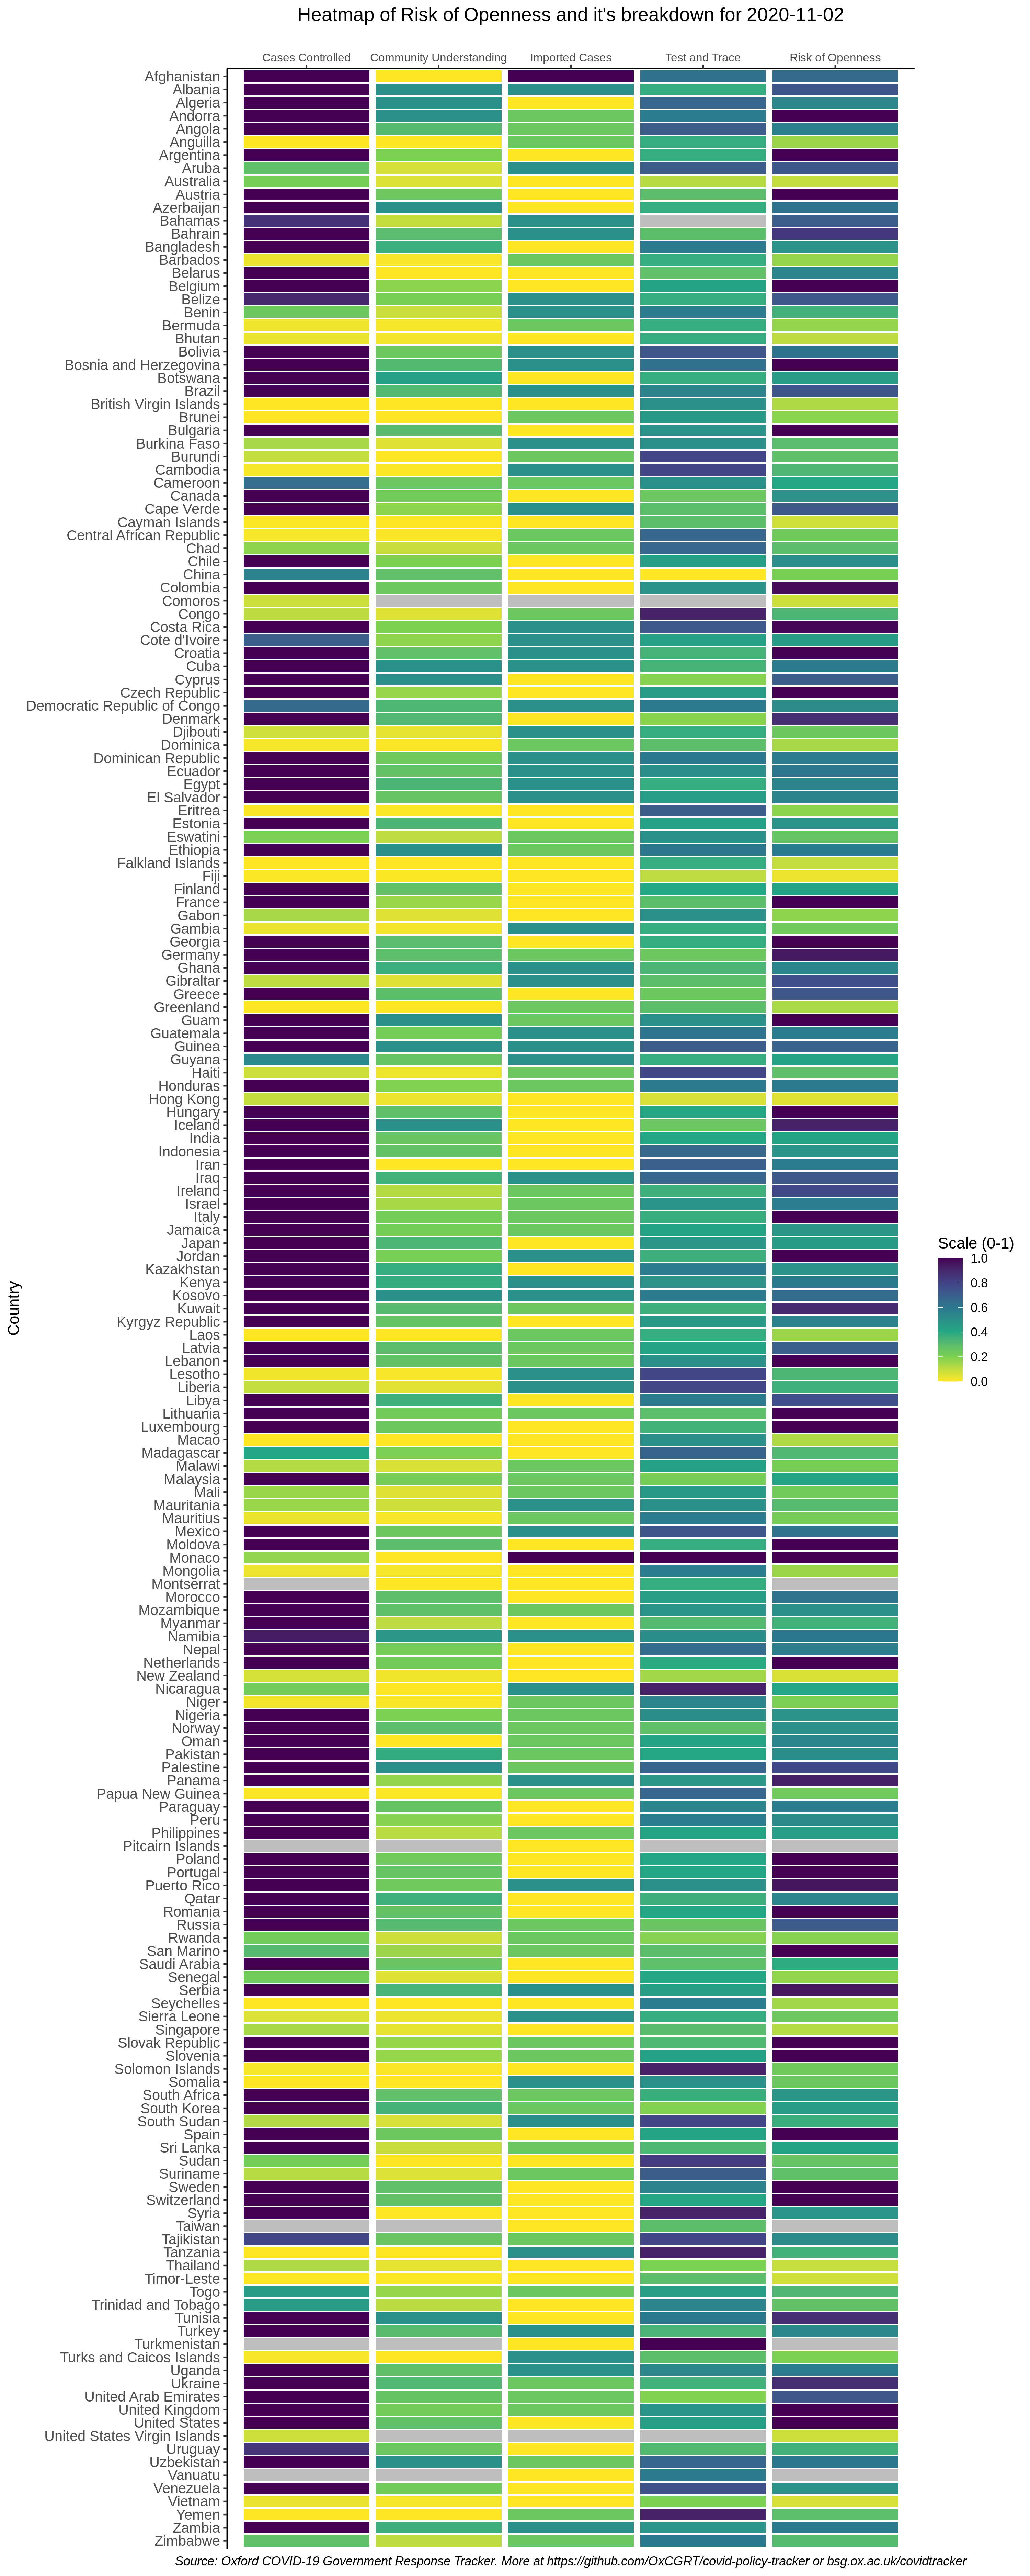 Heatmap of Risk of Openness and it's breakdown for 2020-11-02
Cases Controlled Community Understanding Imported Cases Test and Trace Risk of Openness
Afghanistan
Albania
Algeria
Andorra
Angola
Anguilla
Argentina
Aruba
Australia
Austria
Azerbaijan
Bahamas
Bahrain
Bangladesh
Barbados
Belarus
Belgium
Belize
Benin
Bermuda
Bhutan
Bolivia
Bosnia and Herzegovina
Botswana
Brazil
British Virgin Islands
Brunei
Bulgaria
Burkina Faso
Burundi
Cambodia
Cameroon
Canada
Cape Verde
Cayman Islands
Central African Republic
Chad
Chile
China
Colombia
Comoros
Congo
Costa Rica
Cote d'Ivoire
Croatia
Cuba
Cyprus
Czech Republic
Democratic Republic of Congo
Denmark
Djibouti
Dominica
Dominican Republic
Ecuador
Egypt
El Salvador
Eritrea
Estonia
Eswatini
Ethiopia
Falkland Islands
Fiji
Finland
France
Gabon
Gambia
Georgia
Germany
Ghana
Gibraltar
Greece
Greenland
Guam
Guatemala
Guinea
Guyana
Haiti
Honduras
Hong Kong
Hungary
Iceland
India
Indonesia
Iran
Iraq
Ireland
Israel
Italy
Jamaica
Japan
Jordan
Kazakhstan
Kenya
Kosovo
Kuwait
Kyrgyz Republic
Laos
Latvia
Lebanon
Lesotho
Liberia
Libya
Lithuania
Luxembourg
Macao
Madagascar
Malawi
Malaysia
Mali
Mauritania
Mauritius
Mexico
Moldova
Monaco
Mongolia
Montserrat
Morocco
Mozambique
Myanmar
Namibia
Nepal
Netherlands
New Zealand
Nicaragua
Niger
Nigeria
Norway
Oman
Pakistan
Palestine
Panama
Papua New Guinea
Paraguay
Peru
Philippines
Pitcairn Islands
Poland
Portugal
Puerto Rico
Qatar
Romania
Russia
Rwanda
San Marino
Saudi Arabia
Senegal
Serbia
Seychelles
Sierra Leone
Singapore
Slovak Republic
Slovenia
Solomon Islands
Somalia
South Africa
South Korea
South Sudan
Spain
Sri Lanka
Sudan
Suriname
Sweden
Switzerland
Syria
Taiwan
Tajikistan
Tanzania
Thailand
Timor-Leste
Togo
Trinidad and Tobago
Tunisia
Turkey
Turkmenistan
Turks and Caicos Islands
Uganda
Ukraine
United Arab Emirates
United Kingdom
United States
United States Virgin Islands
Uruguay
Uzbekistan
Vanuatu
Venezuela
Vietnam
Yemen
Zambia
Zimbabwe
Country
Scale (0-1)
1.0
0.8
0.6
0.4
0.2
0.0
Source: Oxford COVID-19 Government Response Tracker. More at https://github.com/OxCGRT/covid-policy-tracker or bsg.ox.ac.uk/covidtracker